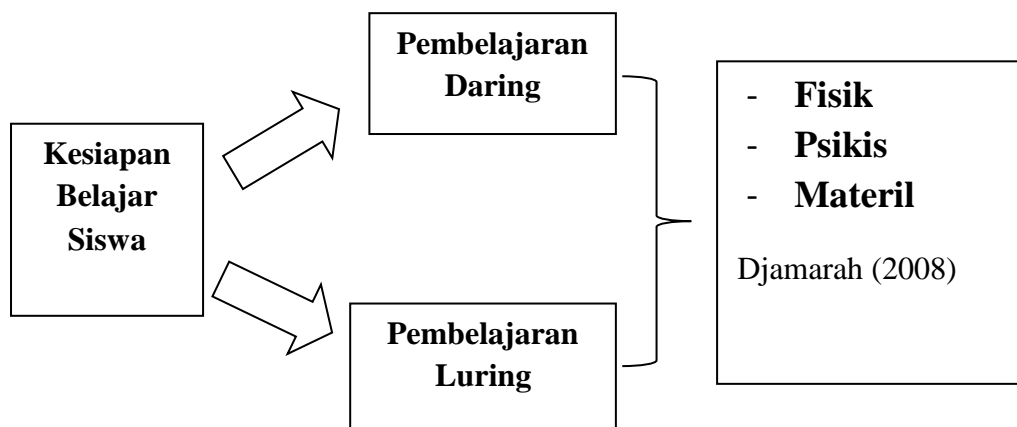 Kesiapan
Belajar
Siswa
Pembelajaran
Daring
Pembelajaran
Luring
- Fisik
- Psikis
- Materil
Djamarah (2008)